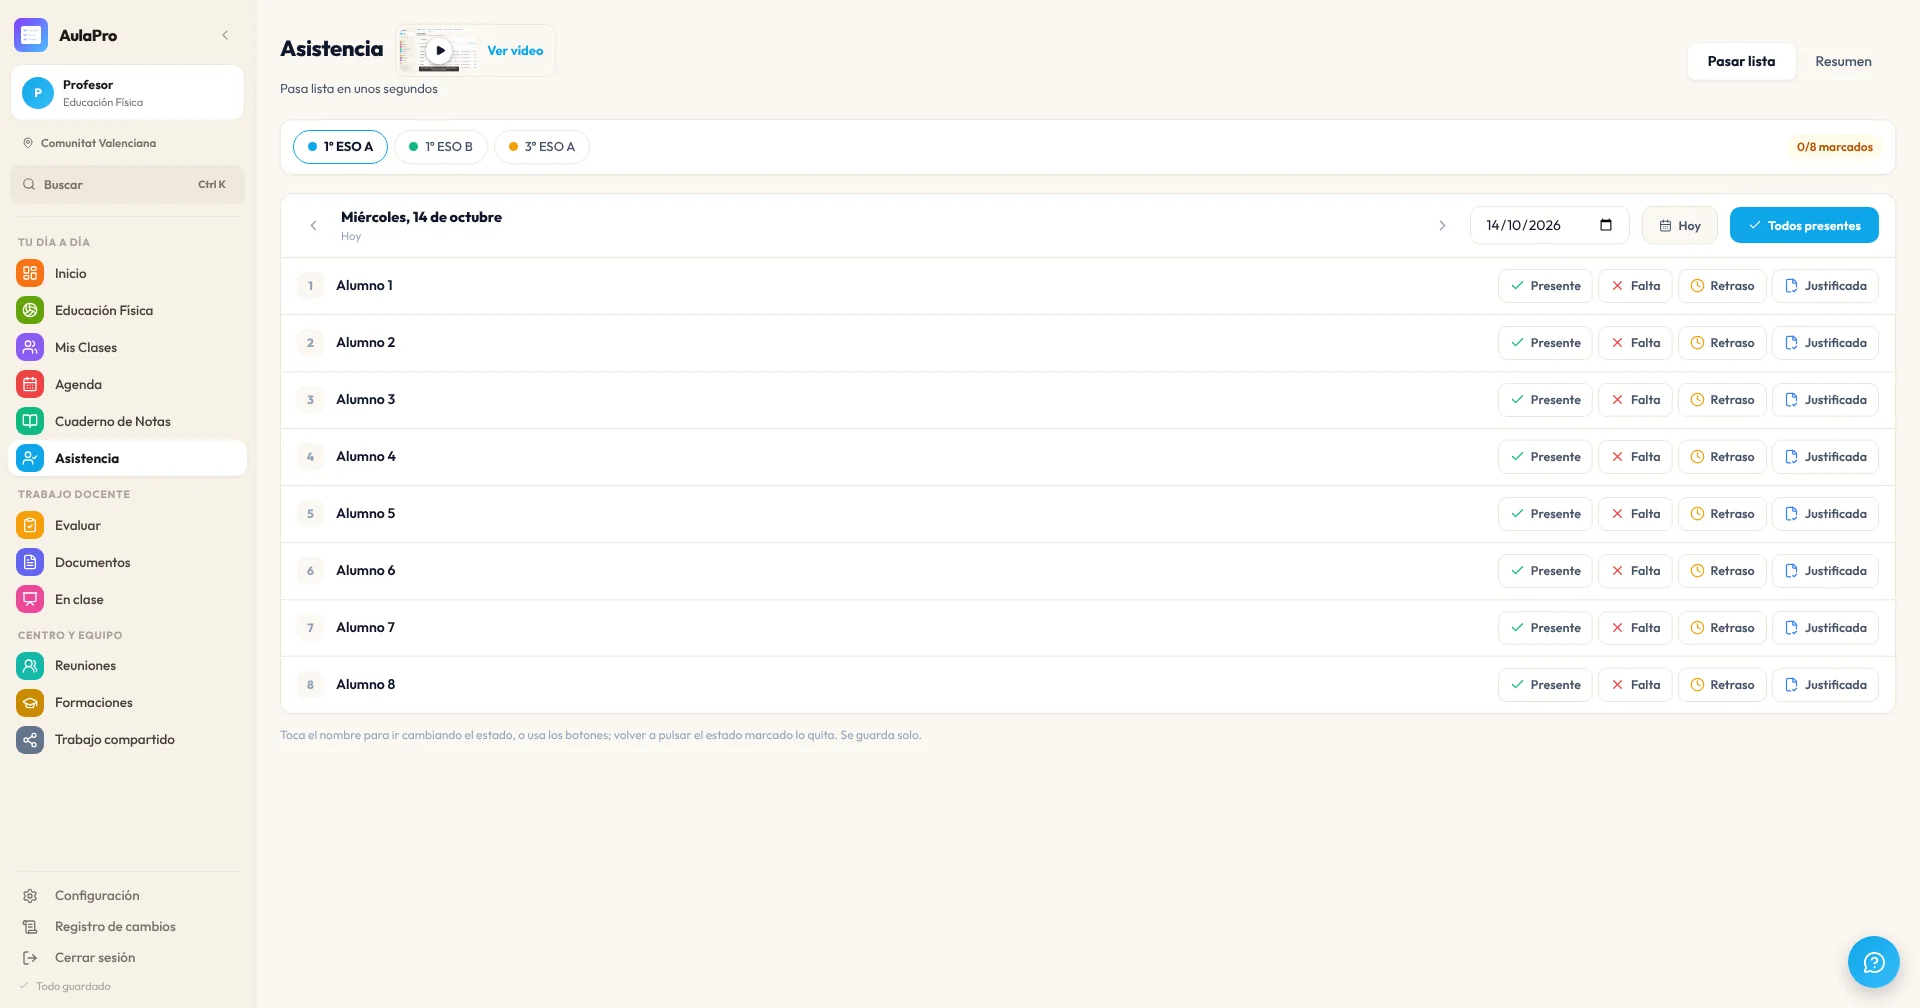 AulaPro
P
Profesor
Educación Física
Comunitat Valenciana
Buscar Ctrl K
TU DÍA A DÍA
Inicio
Educación Física
Mis Clases
Agenda
Cuaderno de Notas
Asistencia
TRABAJO DOCENTE
Evaluar
Documentos
En clase
CENTRO Y EQUIPO
Reuniones
Formaciones
Trabajo compartido
Configuración
Registro de cambios
Cerrar sesión
Todo guardado
Asistencia Ver vídeo
Pasa lista en unos segundos
Pasar lista Resumen
1º ESO A 1º ESO B 3º ESO A 0/8 marcados
Miércoles, 14 de octubre
Hoy
14/10/2026 Hoy Todos presentes
1 Alumno 1 Presente Falta Retraso Justificada
2 Alumno 2 Presente Falta Retraso Justificada
3 Alumno 3 Presente Falta Retraso Justificada
4 Alumno 4 Presente Falta Retraso Justificada
5 Alumno 5 Presente Falta Retraso Justificada
6 Alumno 6 Presente Falta Retraso Justificada
7 Alumno 7 Presente Falta Retraso Justificada
8 Alumno 8 Presente Falta Retraso Justificada
Toca el nombre para ir cambiando el estado, o usa los botones; volver a pulsar el estado marcado lo quita. Se guarda solo.